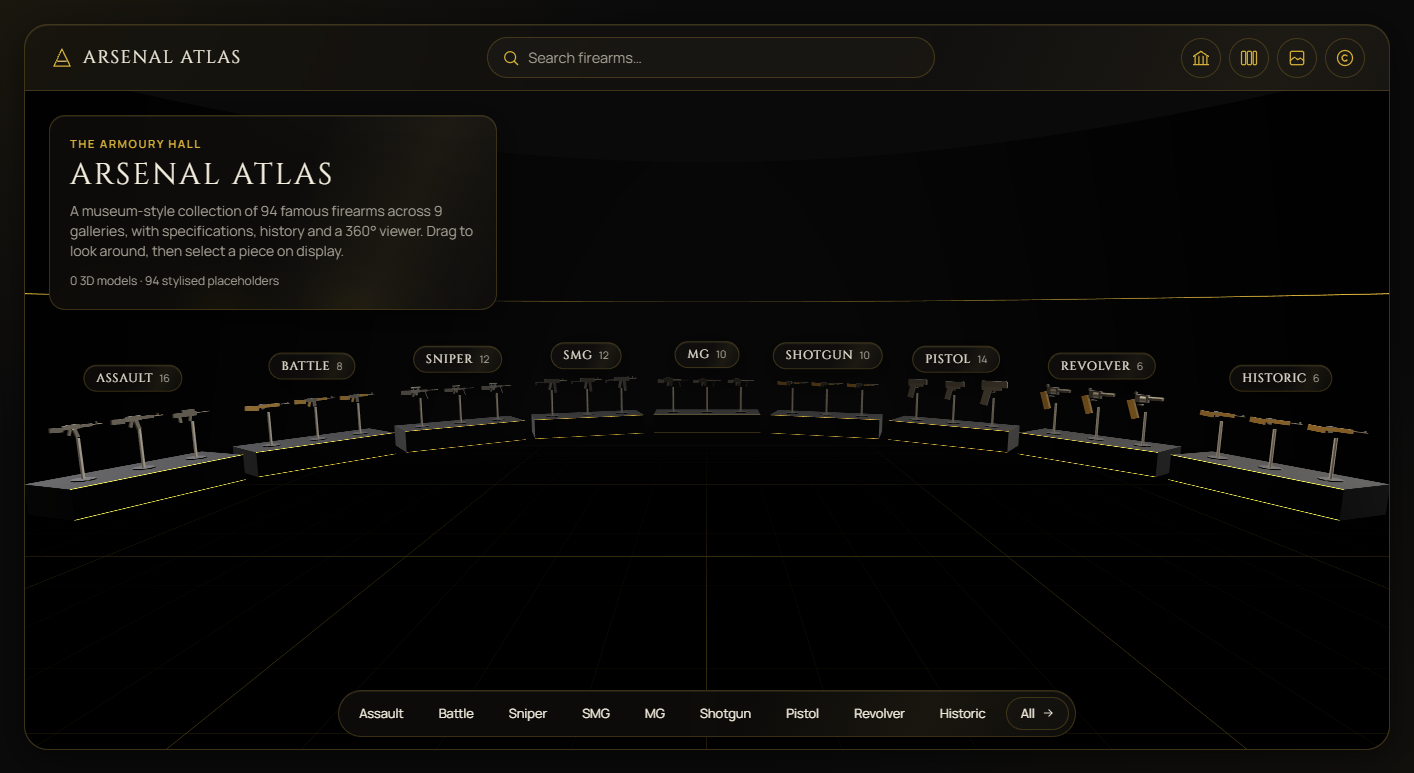 ARSENAL ATLAS
Search firearms...
THE ARMOURY HALL
ARSENAL ATLAS
A museum-style collection of 94 famous firearms across 9
galleries, with specifications, history and a 360° viewer. Drag to
look around, then select a piece on display.
0 3D models · 94 stylised placeholders
ASSAULT 16
BATTLE 8
SNIPER 12
SMG 12
MG 10
SHOTGUN 10
PISTOL 14
REVOLVER 6
HISTORIC 6
Assault Battle Sniper SMG MG Shotgun Pistol Revolver Historic All →